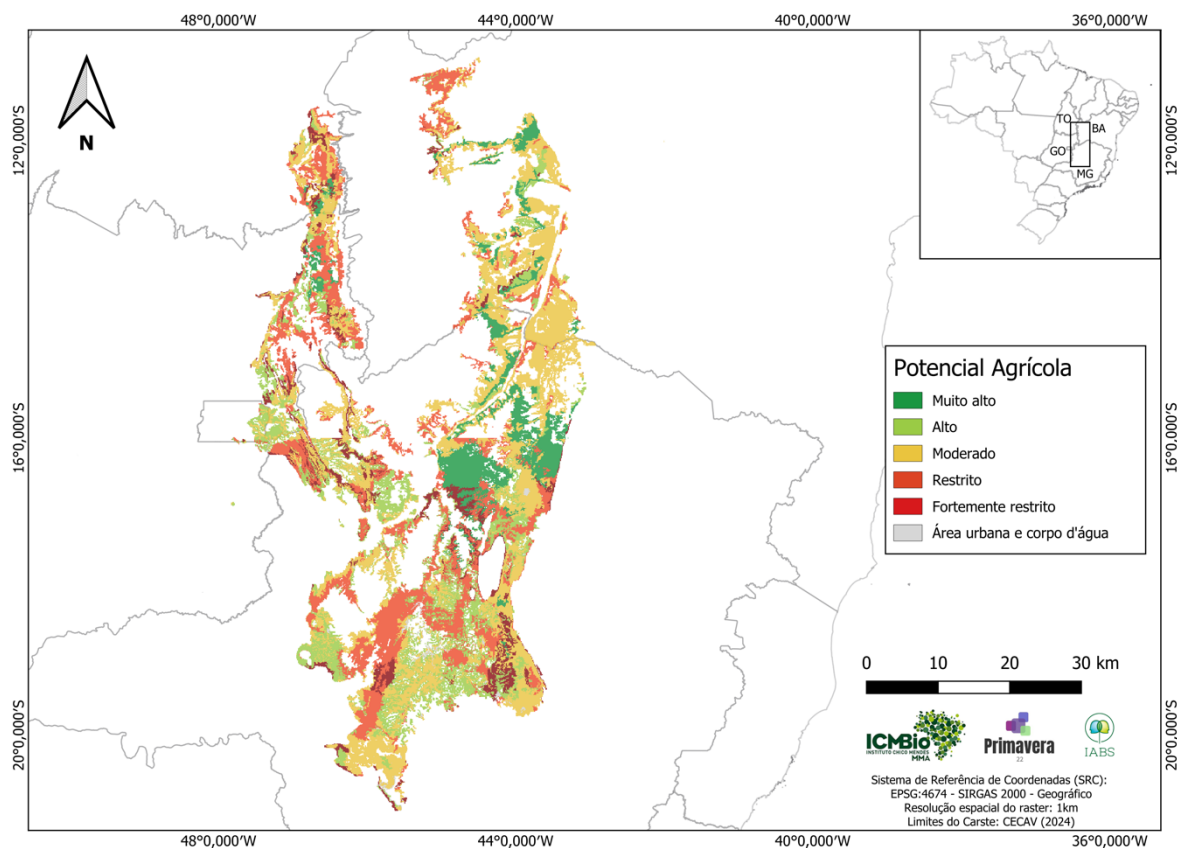 48°0,000'W 44°0,000'W 40°0,000'W 36°0,000'W
12°0,000'S
16°0,000'S
20°0,000'S
N
TO
BA
GO
MG
12°0,000'S
16°0,000'S
20°0,000'S
Potencial Agrícola
Muito alto
Alto
Moderado
Restrito
Fortemente restrito
Área urbana e corpo d'água
0 10 20 30 km
ICMBio
INSTITUTO CHICO MENDES
MMA
Primavera
22
IABS
Sistema de Referência de Coordenadas (SRC):
EPSG:4674 - SIRGAS 2000 - Geográfico
Resolução espacial do raster: 1km
Limites do Carste: CECAV (2024)
48°0,000'W 44°0,000'W 40°0,000'W 36°0,000'W